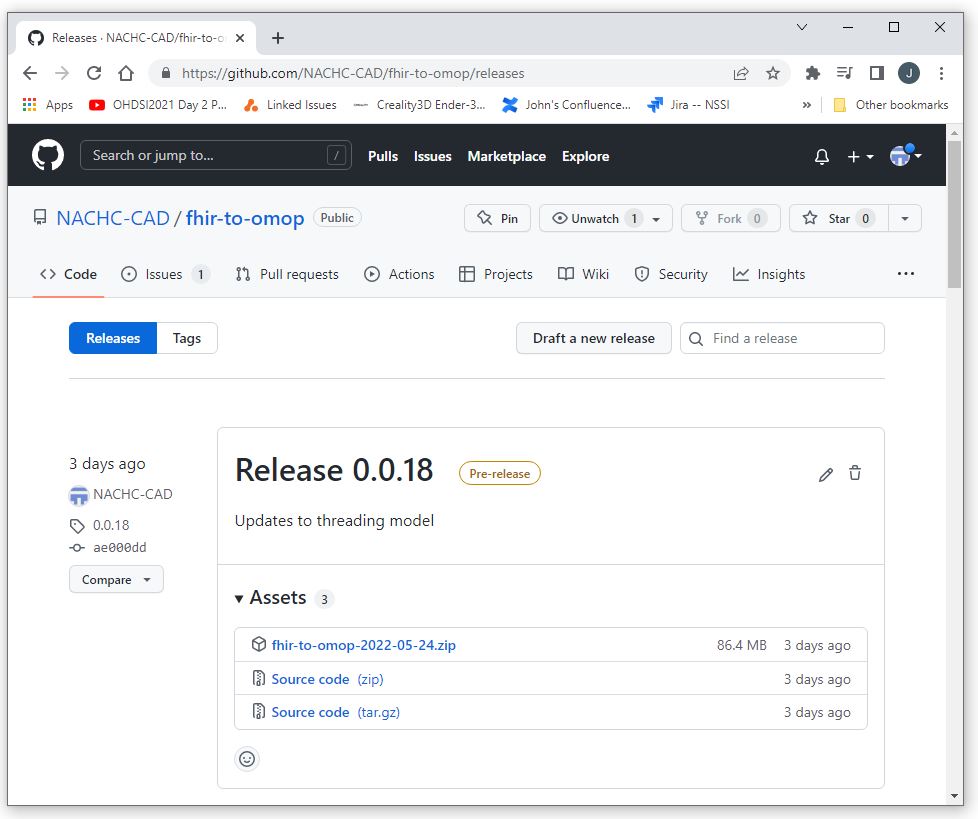 Releases · NACHC-CAD/fhir-to-o
https://github.com/NACHC-CAD/fhir-to-omop/releases
J
Apps OHDSI2021 Day 2 P... Linked Issues Creality3D Ender-3... John's Confluence... Jira -- NSSI » Other bookmarks
Search or jump to... / Pulls Issues Marketplace Explore
NACHC-CAD / fhir-to-omop Public Pin Unwatch 1 Fork 0 Star 0
Code Issues 1 Pull requests Actions Projects Wiki Security Insights ...
Releases Tags Draft a new release Find a release
3 days ago
NACHC-CAD
0.0.18
ae000dd
Compare
Release 0.0.18 Pre-release
Updates to threading model
Assets 3
fhir-to-omop-2022-05-24.zip 86.4 MB 3 days ago
Source code (zip) 3 days ago
Source code (tar.gz) 3 days ago